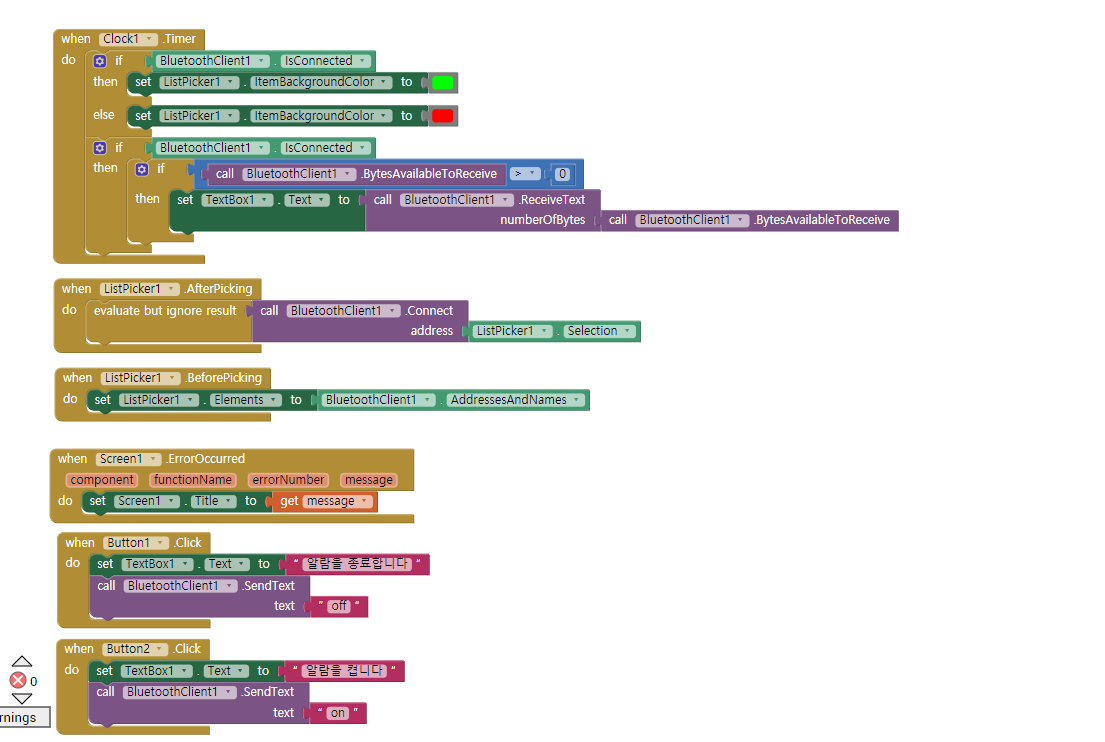 when Clock1 .Timer
do if BluetoothClient1 . IsConnected
then set ListPicker1 . ItemBackgroundColor to
else set ListPicker1 . ItemBackgroundColor to
if BluetoothClient1 . IsConnected
then if call BluetoothClient1 .BytesAvailableToReceive > 0
then set TextBox1 . Text to call BluetoothClient1 .ReceiveText
numberOfBytes call BluetoothClient1 .BytesAvailableToReceive
when ListPicker1 .AfterPicking
do evaluate but ignore result call BluetoothClient1 .Connect
address ListPicker1 . Selection
when ListPicker1 .BeforePicking
do set ListPicker1 . Elements to BluetoothClient1 . AddressesAndNames
when Screen1 .ErrorOccurred
component functionName errorNumber message
do set Screen1 . Title to get message
when Button1 .Click
do set TextBox1 . Text to " 알람을 종료합니다 "
call BluetoothClient1 .SendText
text " off "
when Button2 .Click
do set TextBox1 . Text to " 알람을 켭니다 "
call BluetoothClient1 .SendText
text " on "
0
rnings